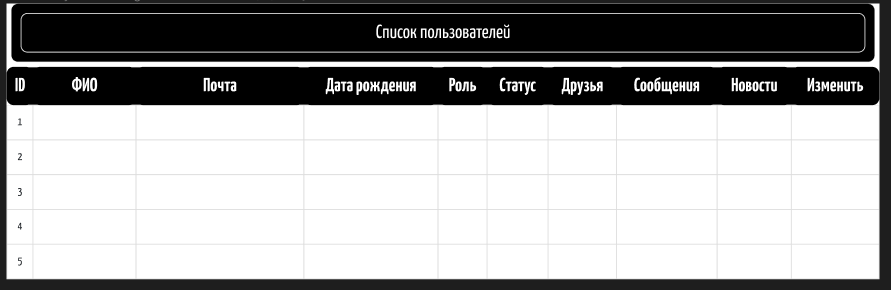 Список пользователей
ID ФИО Почта Дата рождения Роль Статус Друзья Сообщения Новости Изменить
1
2
3
4
5